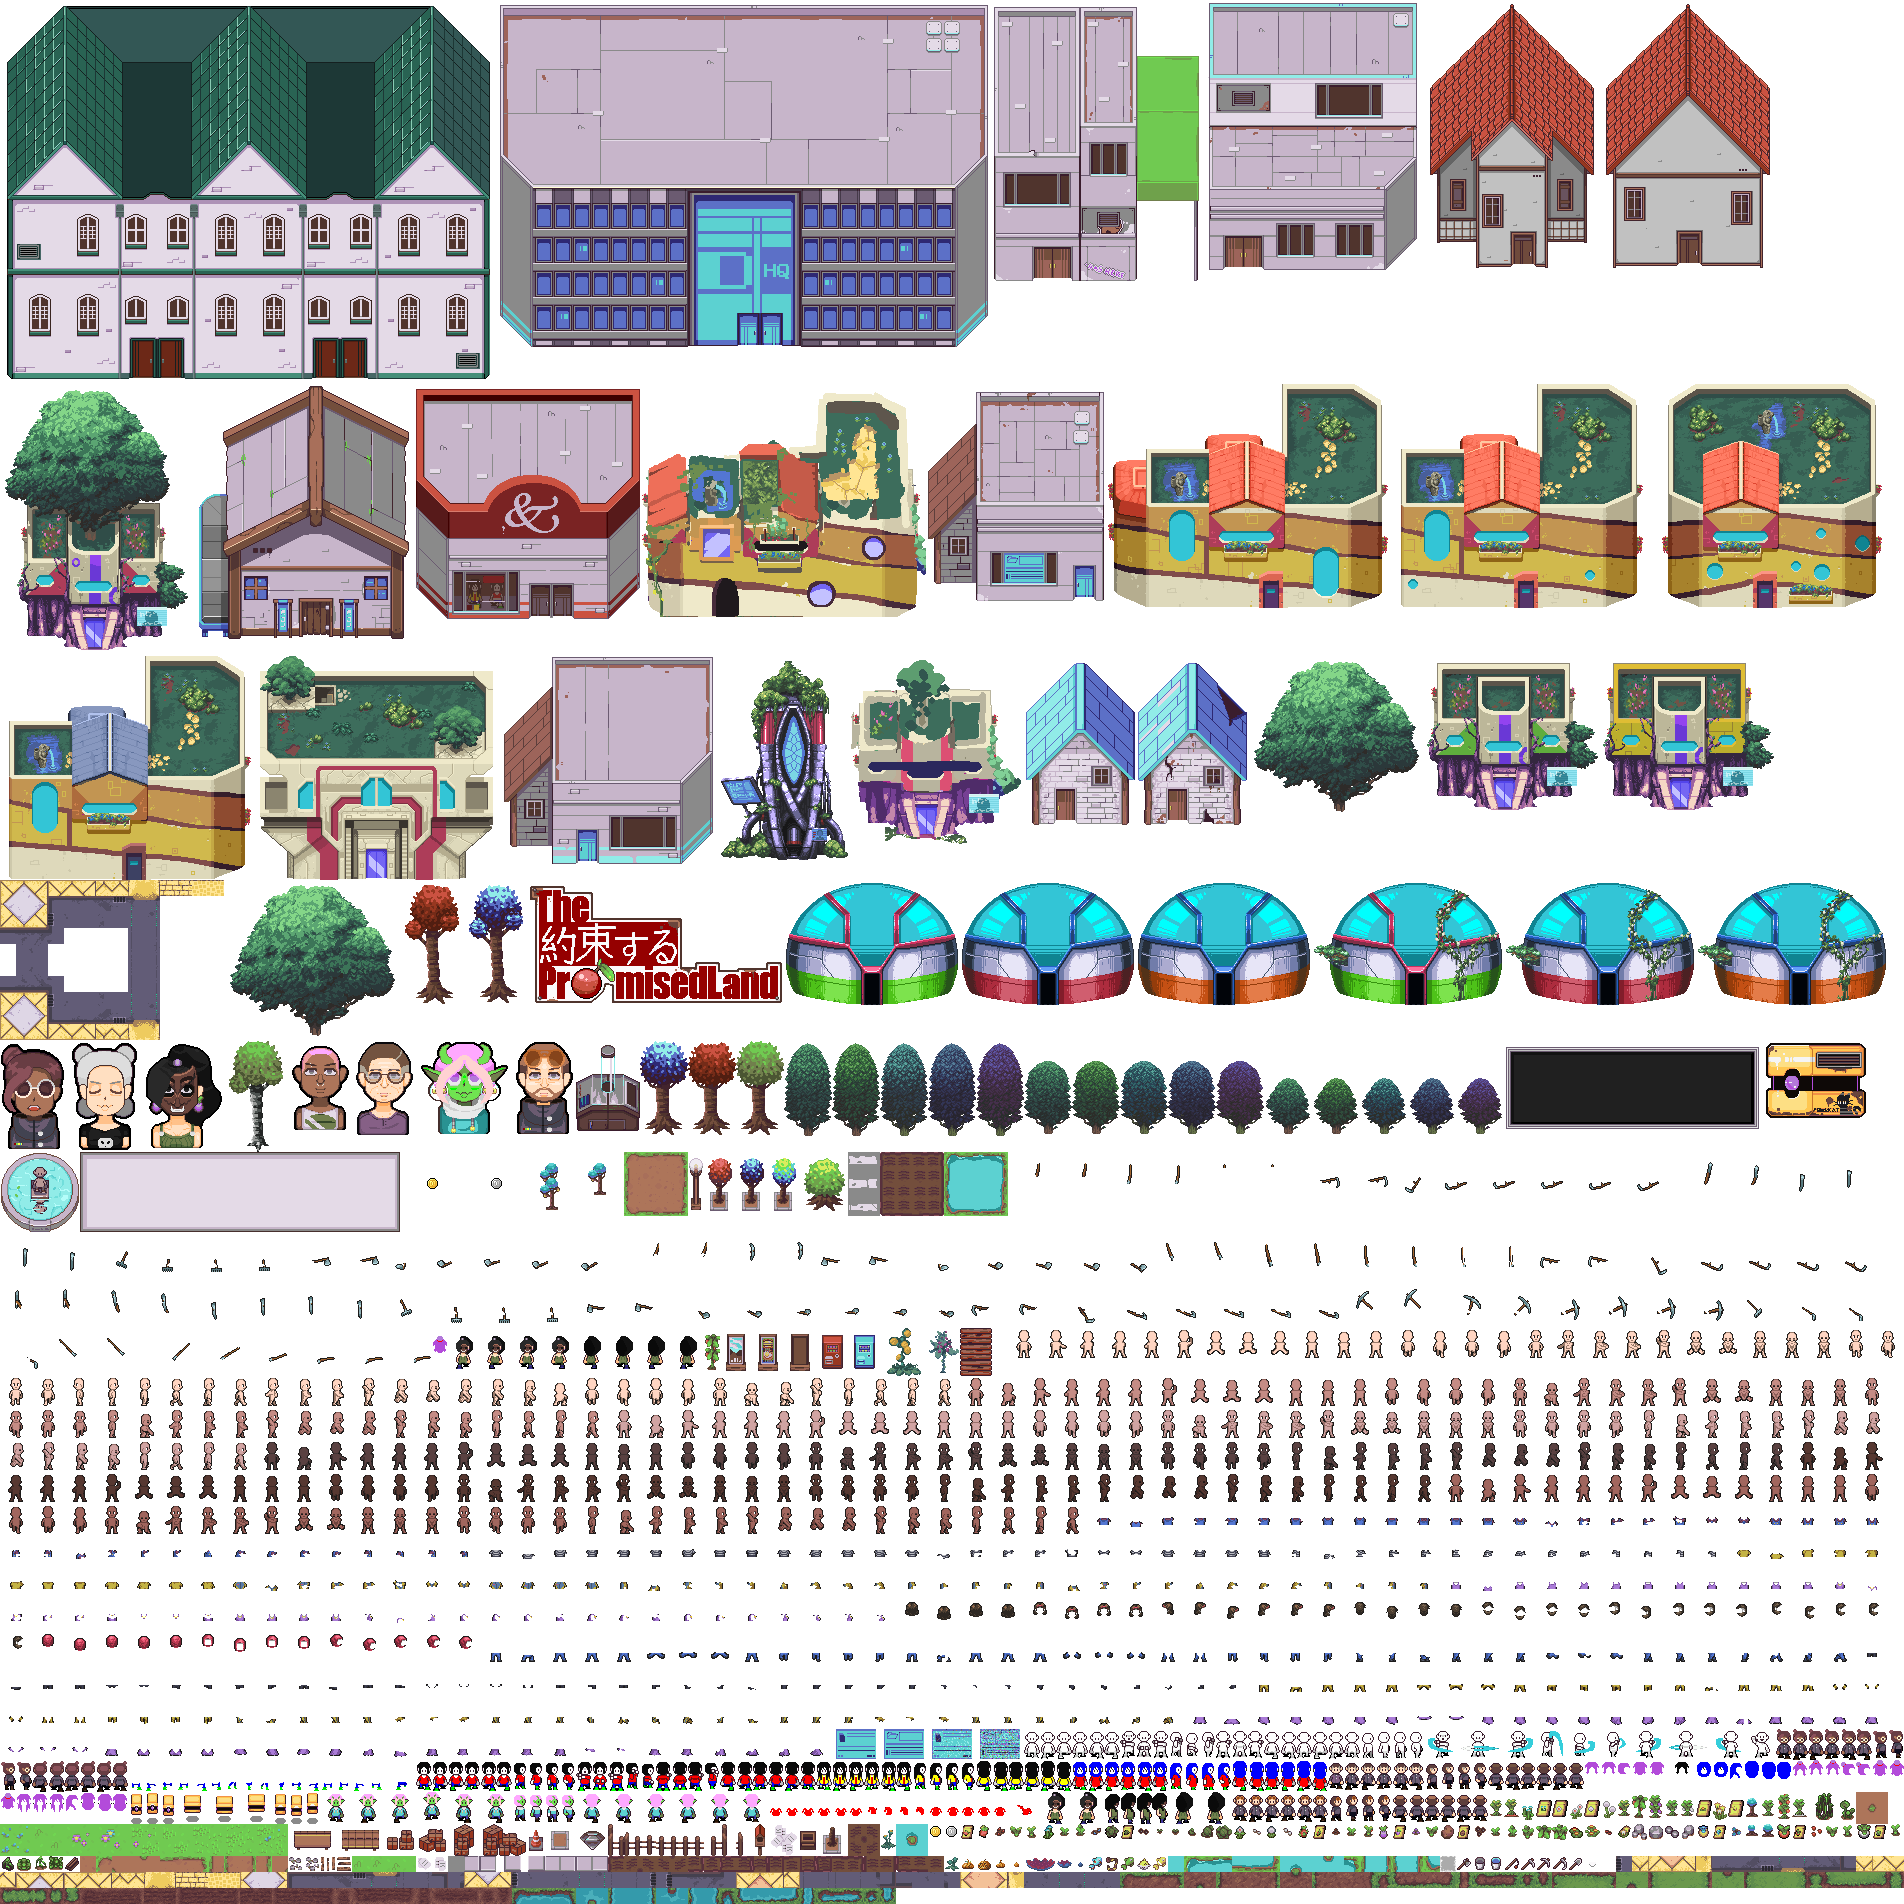 HQ
&
The
約束する
PromisedLand